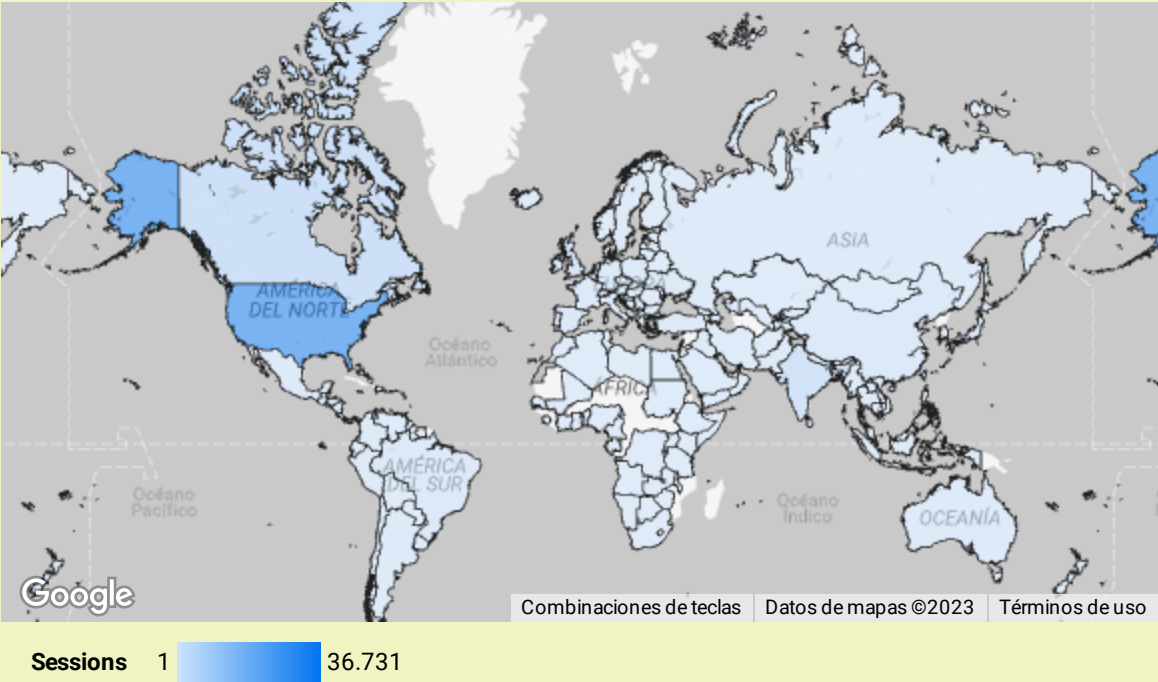 ASIA
EUROPA
AMÉRICA
DEL NORTE
Océano
Atlántico
ÁFRICA
AMÉRICA
DEL SUR
Océano
Pacífico
Océano
Índico
OCEANÍA
Google
Combinaciones de teclas
Datos de mapas ©2023
Términos de uso
Sessions 1 36.731